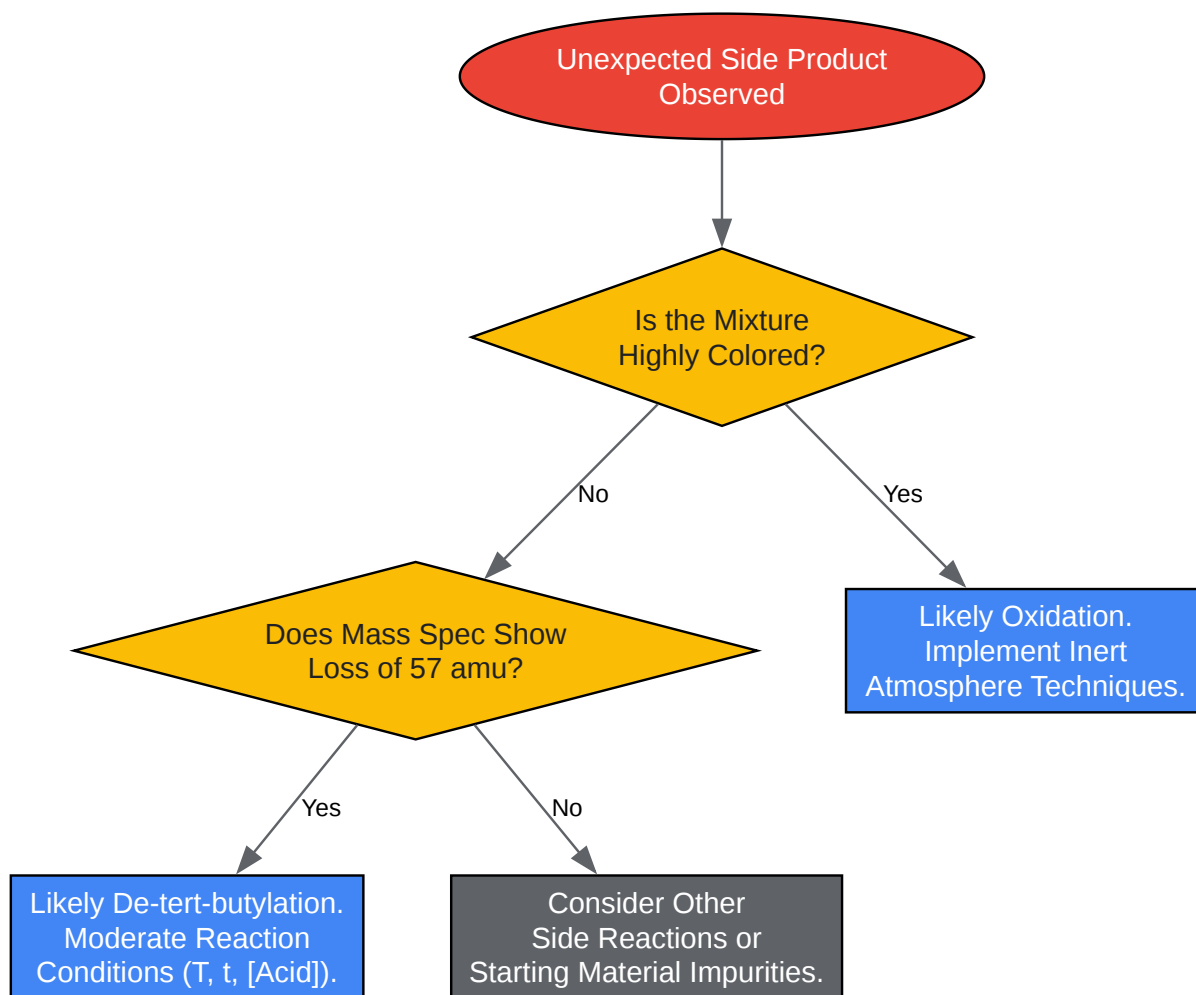 Unexpected Side Product
Observed
Is the Mixture
Highly Colored?
No
Yes
Does Mass Spec Show
Loss of 57 amu?
Likely Oxidation.
Implement Inert
Atmosphere Techniques.
Yes
No
Likely De-tert-butylation.
Moderate Reaction
Conditions (T, t, [Acid]).
Consider Other
Side Reactions or
Starting Material Impurities.